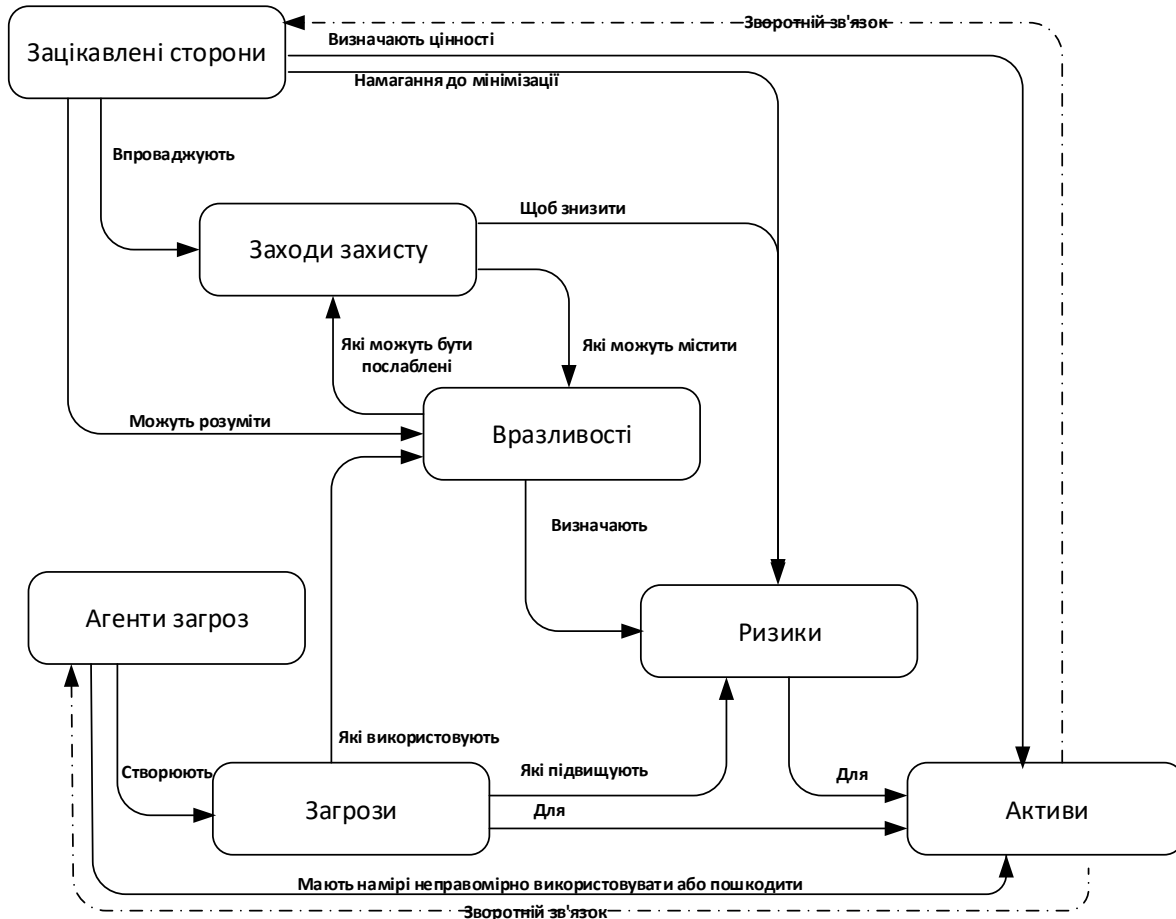 Зворотній зв'язок
Зацікавлені сторони
Визначають цінності
Намагання до мінімізації
Впроваджують
Щоб знизити
Заходи захисту
Які можуть бути
послаблені
Які можуть містити
Можуть розуміти
Вразливості
Визначають
Агенти загроз
Ризики
Які використовують
Створюють
Які підвищують
Для
Загрози
Для
Активи
Мають намірі неправомірно використовувати або пошкодити
Зворотній зв'язок